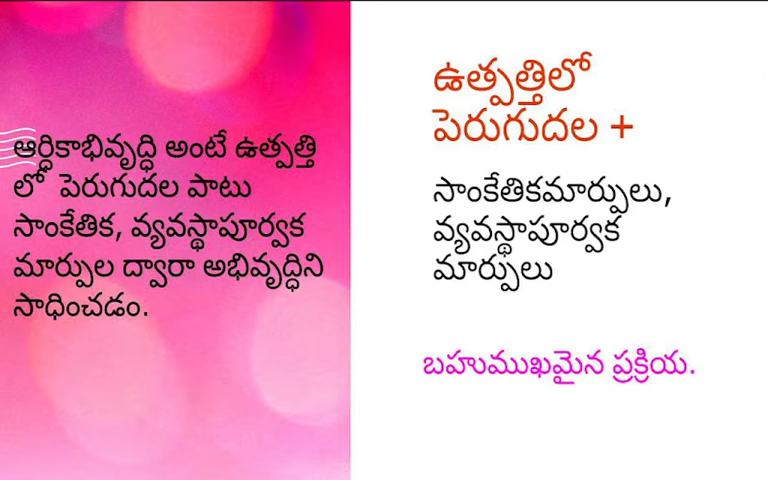 ఆర్ధికాభివృద్ధి అంటే ఉత్పత్తి
లో పెరుగుదల పాటు
సాంకేతిక, వ్యవస్థాపూర్వక
మార్పుల ద్వారా అభివృద్ధిని
సాధించడం.
ఉత్పత్తిలో
పెరుగుదల +
సాంకేతికమార్పులు,
వ్యవస్థాపూర్వక
మార్పులు
బహుముఖమైన ప్రక్రియ.